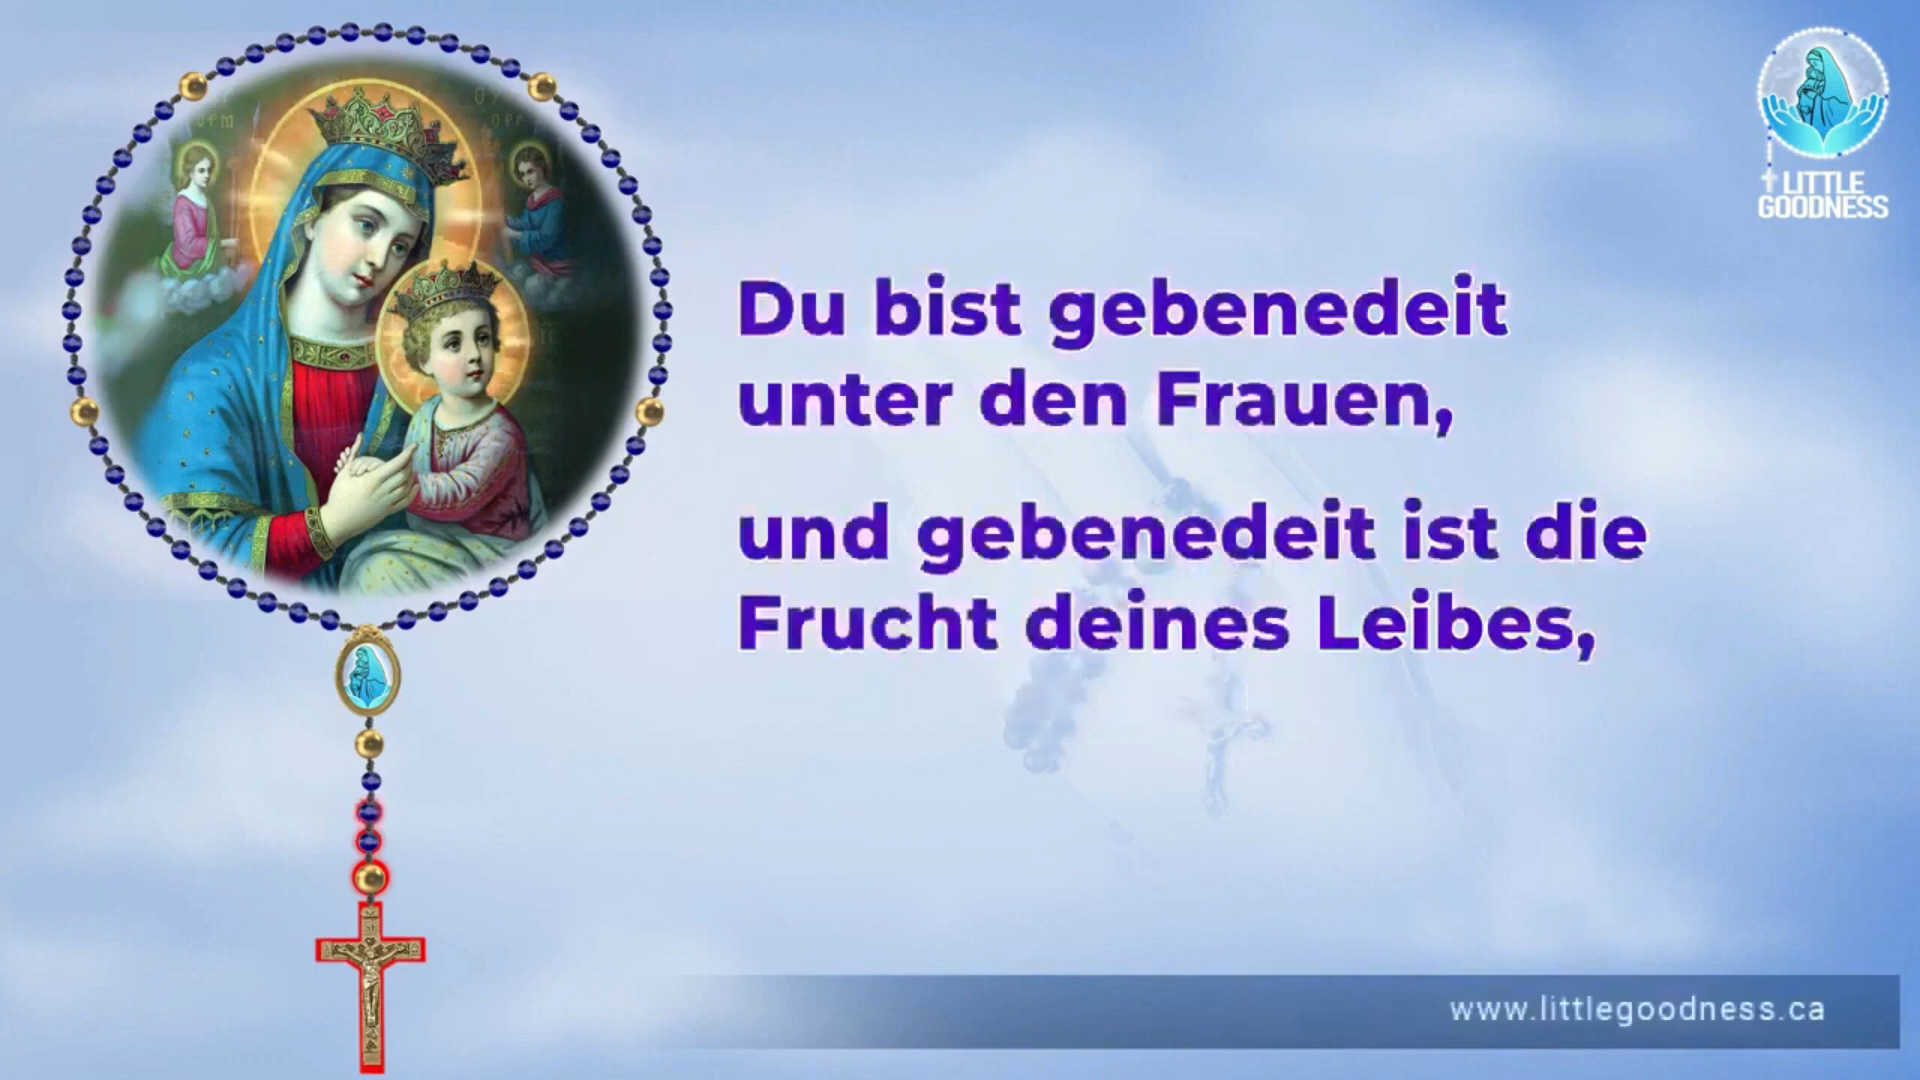 LITTLE
GOODNESS
Du bist gebenedeit
unter den Frauen,
und gebenedeit ist die
Frucht deines Leibes,
www.littlegoodness.ca